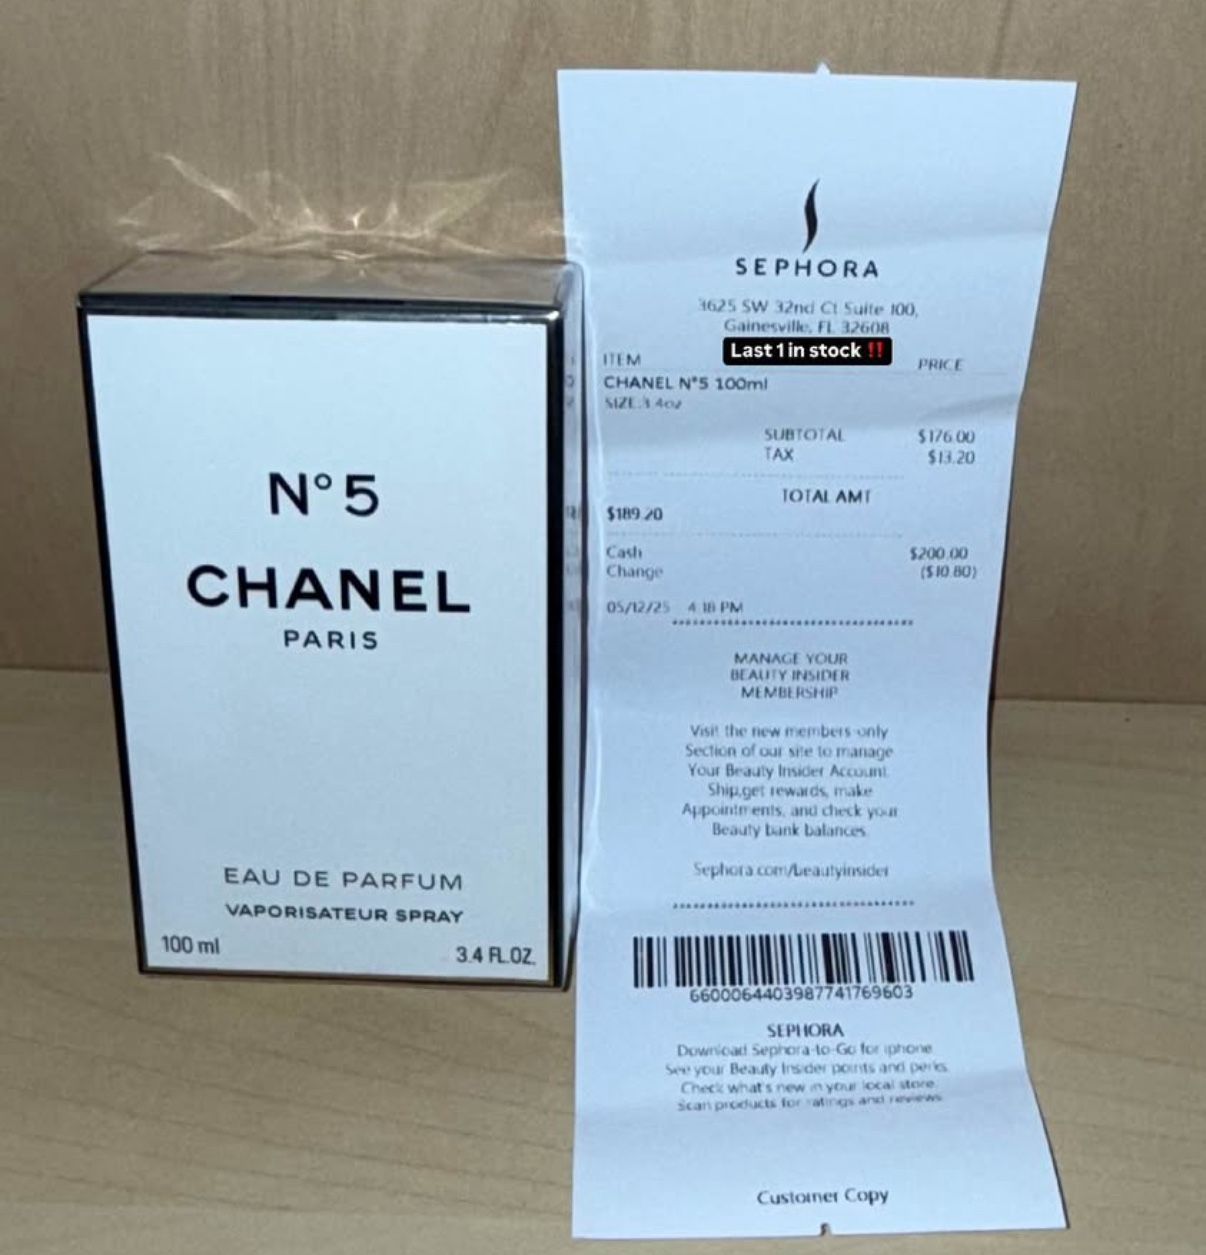 N°5
CHANEL
PARIS
EAU DE PARFUM
VAPORISATEUR SPRAY
100 ml 3.4 FL.OZ.
SEPHORA
3625 SW 32nd Ct Suite 100,
Gainesville, FL 32608
Last 1 in stock ‼️
ITEM PRICE
CHANEL N°5 100ml
SIZE:3.4oz
SUBTOTAL $176.00
TAX $13.20
TOTAL AMT
$189.20
Cash $200.00
Change ($10.80)
05/12/25 4:18 PM
MANAGE YOUR
BEAUTY INSIDER
MEMBERSHIP
Visit the new members only
Section of our site to manage
Your Beauty Insider Account.
Ship,get rewards, make
Appointments, and check your
Beauty bank balances.
Sephora.com/beautyinsider
6600064403987741769603
SEPHORA
Download Sephora-to-Go for iphone
See your Beauty Insider points and perks
Check what's new in your local store.
Scan products for ratings and reviews
Customer Copy